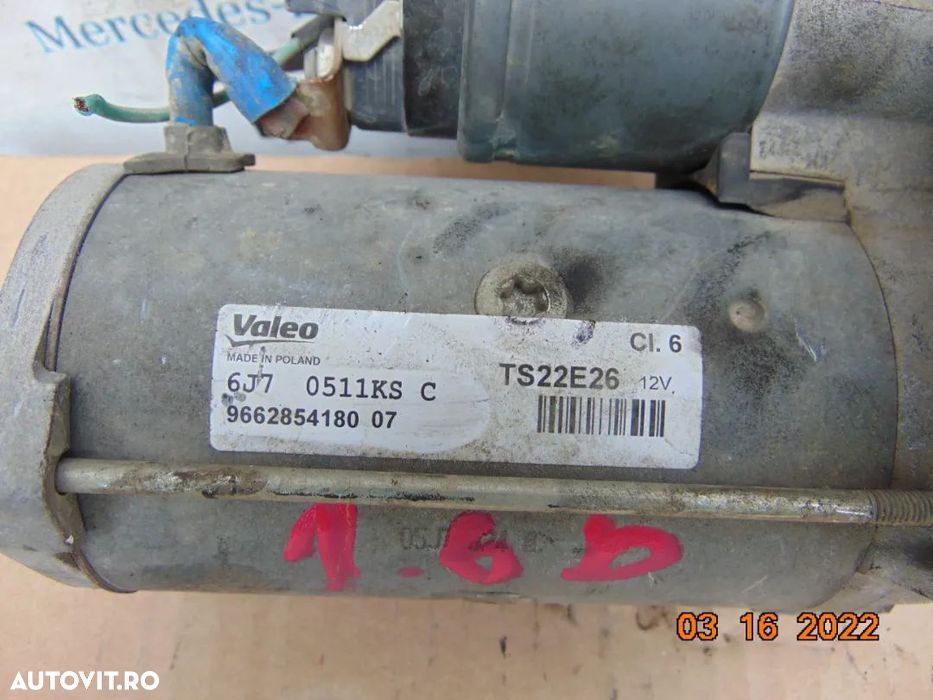 Mercedes-
Valeo
MADE IN POLAND
Cl. 6
6J7 0511KS C
TS22E26 12V.
9662854180 07
1.6 D
03 16 2022
AUTOVIT.RO